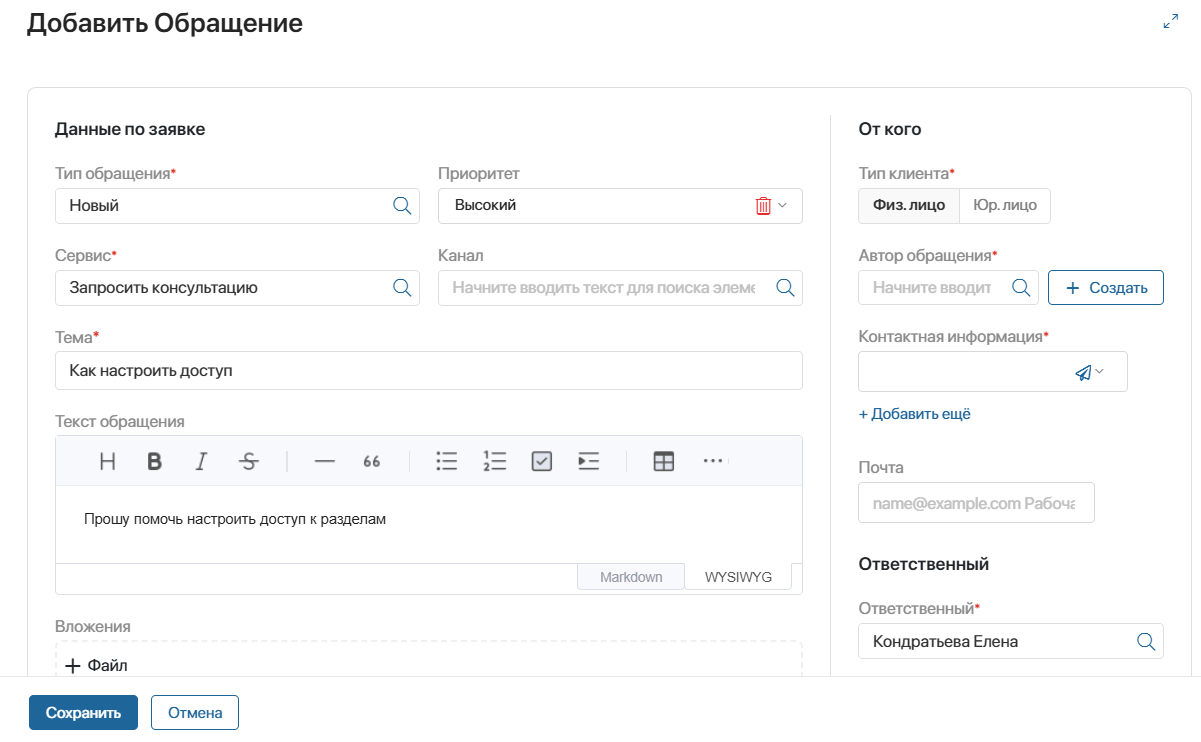 Добавить Обращение
Данные по заявке
Тип обращения*
Новый
Приоритет
Высокий
Сервис*
Запросить консультацию
Канал
Начните вводить текст для поиска элеме
Тема*
Как настроить доступ
Текст обращения
Прошу помочь настроить доступ к разделам
Markdown
WYSIWYG
Вложения
+ Файл
От кого
Тип клиента*
Физ. лицо
Юр. лицо
Автор обращения*
Начните вводит
+ Создать
Контактная информация*
+ Добавить ещё
Почта
name@example.com Рабоча
Ответственный
Ответственный*
Кондратьева Елена
Сохранить
Отмена